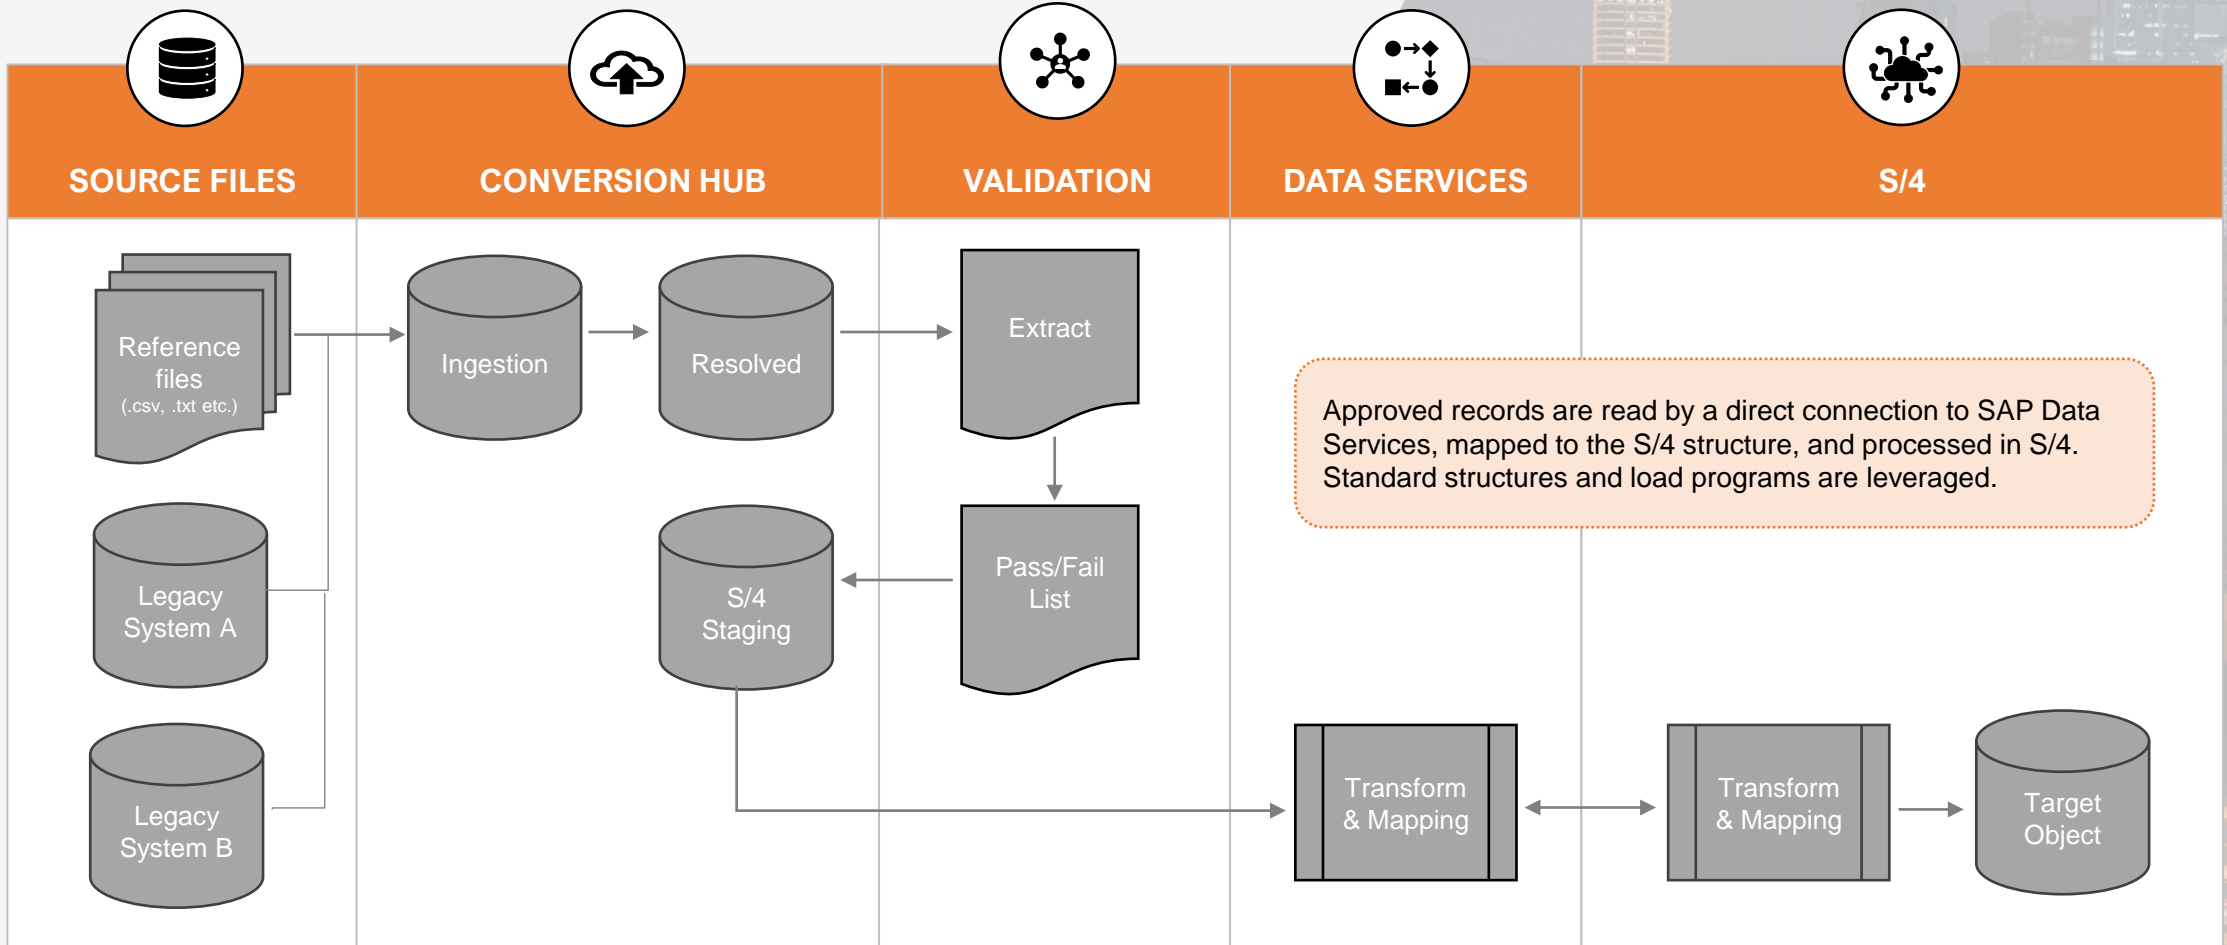 SOURCE FILES
CONVERSION HUB
VALIDATION
DATA SERVICES
S/4
Reference
files
(.csv, .txt etc.)
Ingestion
Resolved
Extract
Approved records are read by a direct connection to SAP Data
Services, mapped to the S/4 structure, and processed in S/4.
Standard structures and load programs are leveraged.
Legacy
System A
S/4
Staging
Pass/Fail
List
Legacy
System B
Transform
& Mapping
Transform
& Mapping
Target
Object